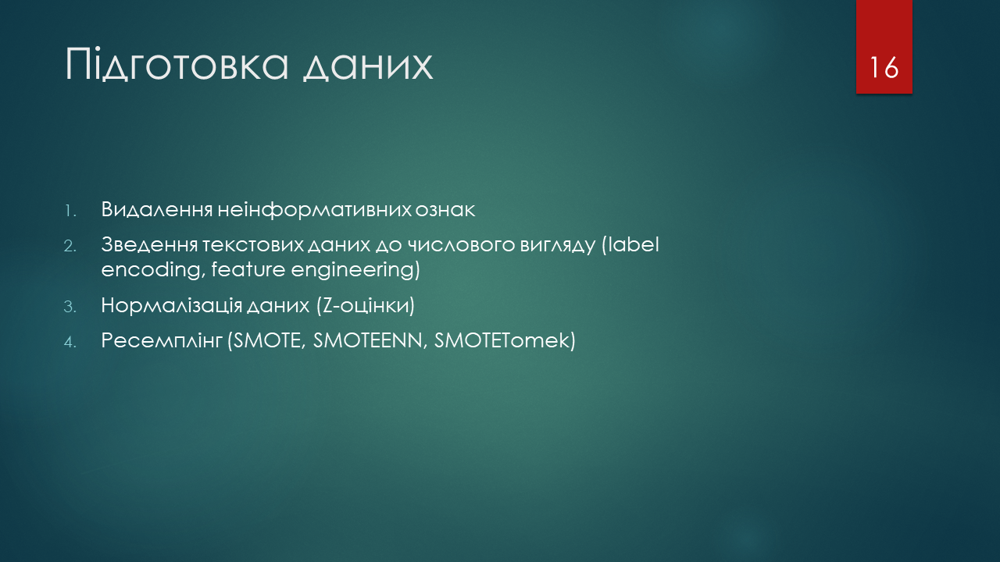 Підготовка даних
16
1. Видалення неінформативних ознак
2. Зведення текстових даних до числового вигляду (label
encoding, feature engineering)
3. Нормалізація даних (Z-оцінки)
4. Ресемплінг (SMOTE, SMOTEENN, SMOTETomek)